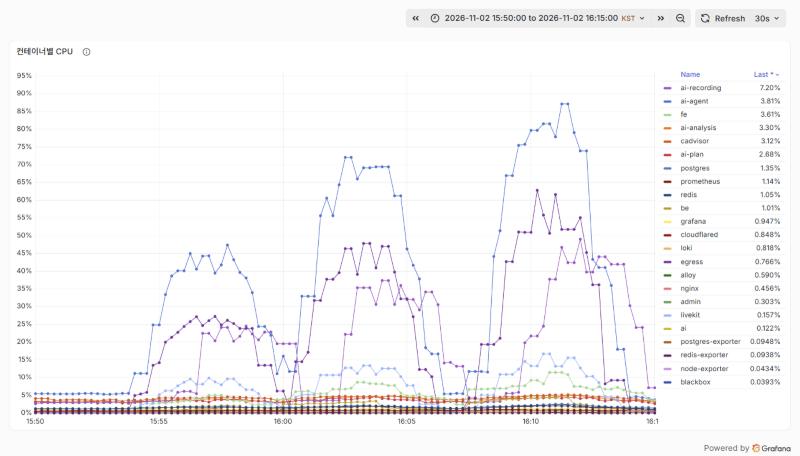 2026-11-02 15:50:00 to 2026-11-02 16:15:00 KST
Refresh 30s
컨테이너별 CPU
95%
90%
85%
80%
75%
70%
65%
60%
55%
50%
45%
40%
35%
30%
25%
20%
15%
10%
5%
0%
15:50 15:55 16:00 16:05 16:10 16:1
Name Last *
ai-recording 7.20%
ai-agent 3.81%
fe 3.61%
ai-analysis 3.30%
cadvisor 3.12%
ai-plan 2.68%
postgres 1.35%
prometheus 1.14%
redis 1.05%
be 1.01%
grafana 0.947%
cloudflared 0.848%
loki 0.818%
egress 0.766%
alloy 0.590%
nginx 0.456%
admin 0.303%
livekit 0.157%
ai 0.122%
postgres-exporter 0.0948%
redis-exporter 0.0938%
node-exporter 0.0434%
blackbox 0.0393%
Powered by Grafana